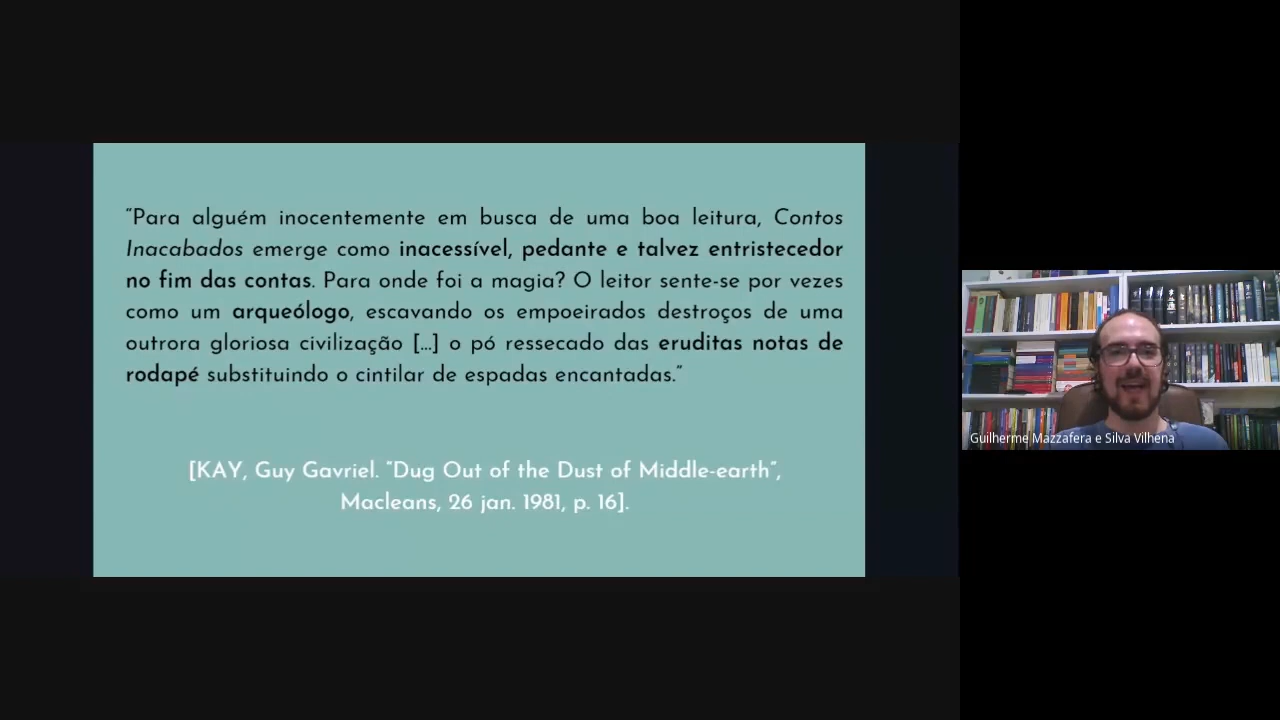 "Para alguém inocentemente em busca de uma boa leitura, Contos
Inacabados emerge como inacessível, pedante e talvez entristecedor
no fim das contas. Para onde foi a magia? O leitor sente-se por vezes
como um arqueólogo, escavando os empoeirados destroços de uma
outrora gloriosa civilização [...] o pó ressecado das eruditas notas de
rodapé substituindo o cintilar de espadas encantadas."
[KAY, Guy Gavriel. "Dug Out of the Dust of Middle-earth",
Macleans, 26 jan. 1981, p. 16].
Guilherme Mazzafera e Silva Vilhena